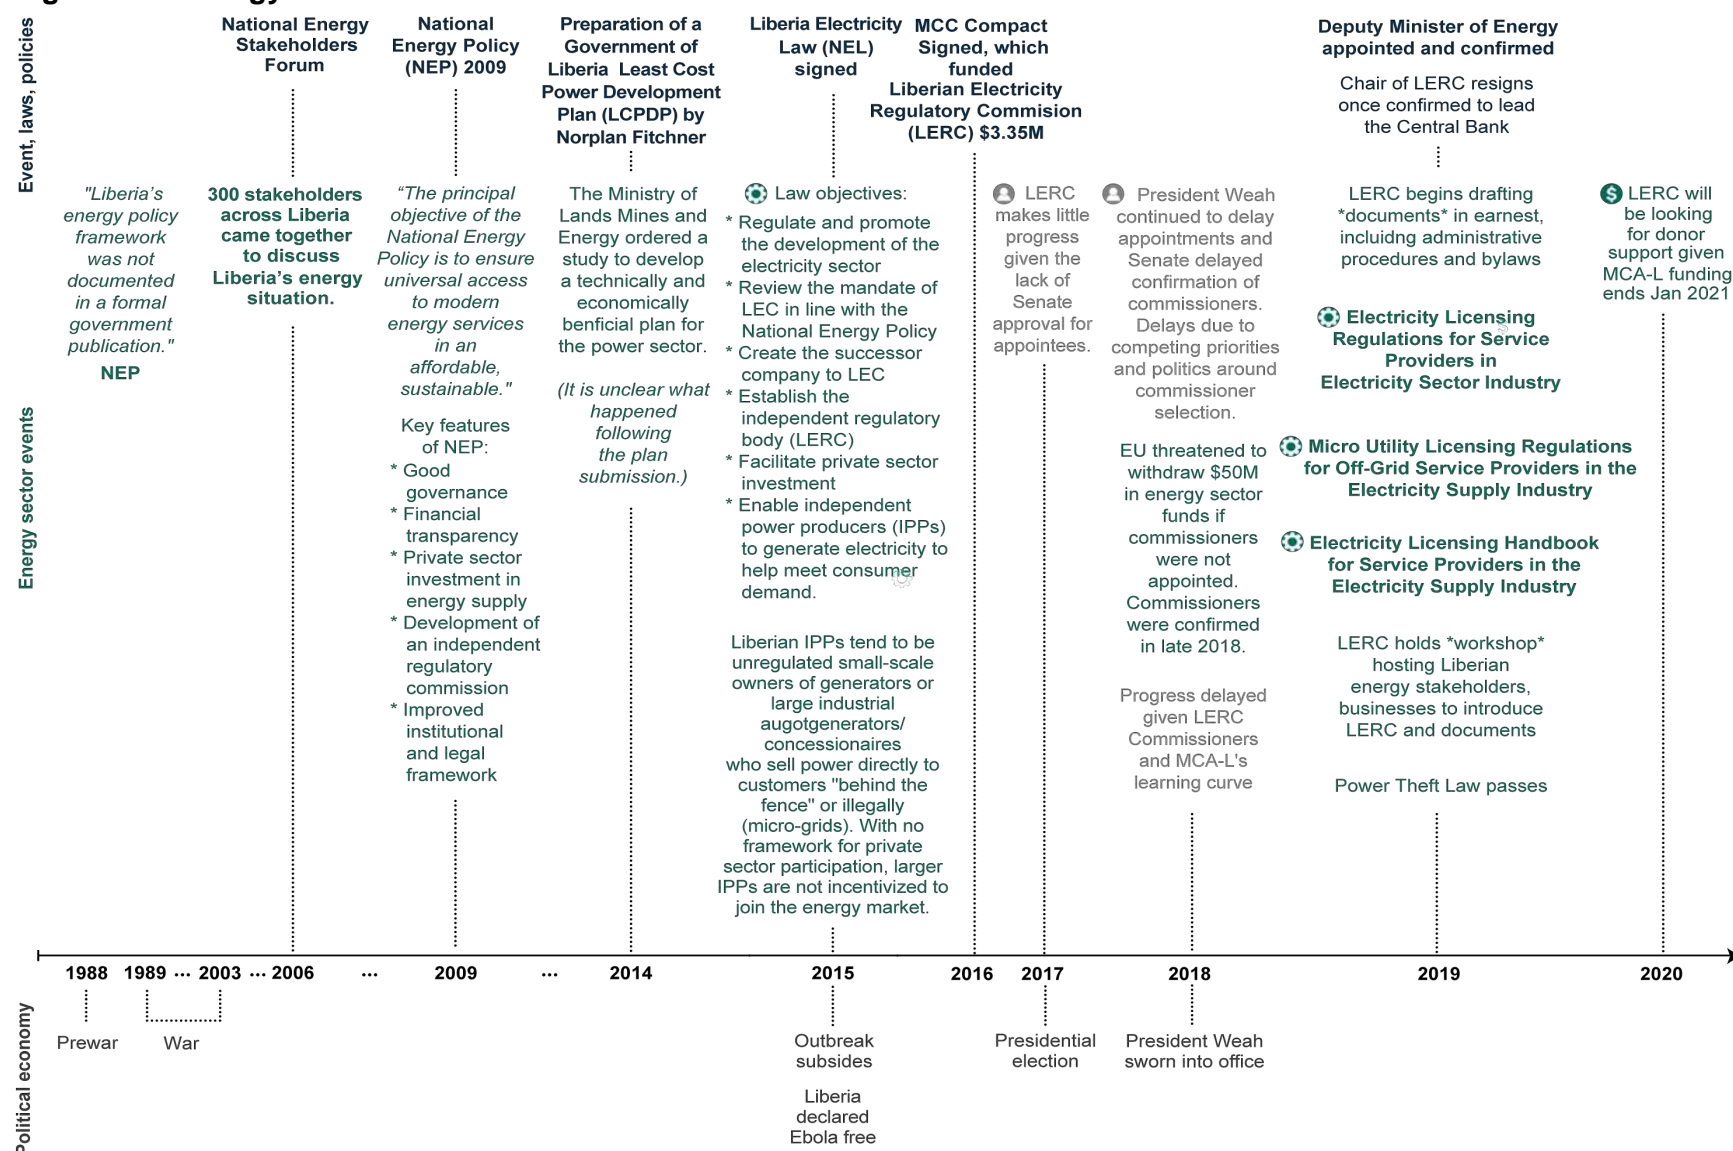 Event, laws, policies
National Energy
Stakeholders
Forum
National
Energy Policy
(NEP) 2009
Preparation of a
Government of
Liberia Least Cost
Power Development
Plan (LCPDP) by
Norplan Fitchner
Liberia Electricity
Law (NEL)
signed
MCC Compact
Signed, which
funded
Liberian Electricity
Regulatory Commision
(LERC) $3.35M
Deputy Minister of Energy
appointed and confirmed
Chair of LERC resigns
once confirmed to lead
the Central Bank
Energy sector events
"Liberia's
energy policy
framework
was not
documented
in a formal
government
publication."
NEP
300 stakeholders
across Liberia
came together
to discuss
Liberia's energy
situation.
“The principal
objective of the
National Energy
Policy is to ensure
universal access
to modern
energy services
in an
affordable,
sustainable."
Key features
of NEP:
* Good
governance
* Financial
transparency
* Private sector
investment in
energy supply
* Development of
an independent
regulatory
commission
* Improved
institutional
and legal
framework
The Ministry of
Lands Mines and
Energy ordered a
study to develop
a technically and
economically
benficial plan for
the power sector.
(It is unclear what
happened
following
the plan
submission.)
Law objectives:
* Regulate and promote
the development of the
electricity sector
* Review the mandate of
LEC in line with the
National Energy Policy
* Create the successor
company to LEC
* Establish the
independent regulatory
body (LERC)
* Facilitate private sector
investment
* Enable independent
power producers (IPPs)
to generate electricity to
help meet consumer
demand.
Liberian IPPs tend to be
unregulated small-scale
owners of generators or
large industrial
augotgenerators/
concessionaires
who sell power directly to
customers "behind the
fence" or illegally
(micro-grids). With no
framework for private
sector participation, larger
IPPs are not incentivized to
join the energy market.
LERC
makes little
progress
given the
lack of
Senate
approval for
appointees.
President Weah
continued to delay
appointments and
Senate delayed
confirmation of
commissioners.
Delays due to
competing priorities
and politics around
commissioner
selection.
EU threatened to
withdraw $50M
in energy sector
funds if
commissioners
were not
appointed.
Commissioners
were confirmed
in late 2018.
Progress delayed
given LERC
Commissioners
and MCA-L's
learning curve
LERC begins drafting
*documents* in earnest,
incluidng administrative
procedures and bylaws
Electricity Licensing
Regulations for Service
Providers in
Electricity Sector Industry
Micro Utility Licensing Regulations
for Off-Grid Service Providers in the
Electricity Supply Industry
Electricity Licensing Handbook
for Service Providers in the
Electricity Supply Industry
LERC holds *workshop*
hosting Liberian
energy stakeholders,
businesses to introduce
LERC and documents
Power Theft Law passes
$ LERC will
be looking
for donor
support given
MCA-L funding
ends Jan 2021
1988 1989 ... 2003 ... 2006 ... 2009 ... 2014 2015 2016 2017 2018 2019 2020
Political economy
Prewar
War
Outbreak
subsides
Liberia
declared
Ebola free
Presidential
election
President Weah
sworn into office